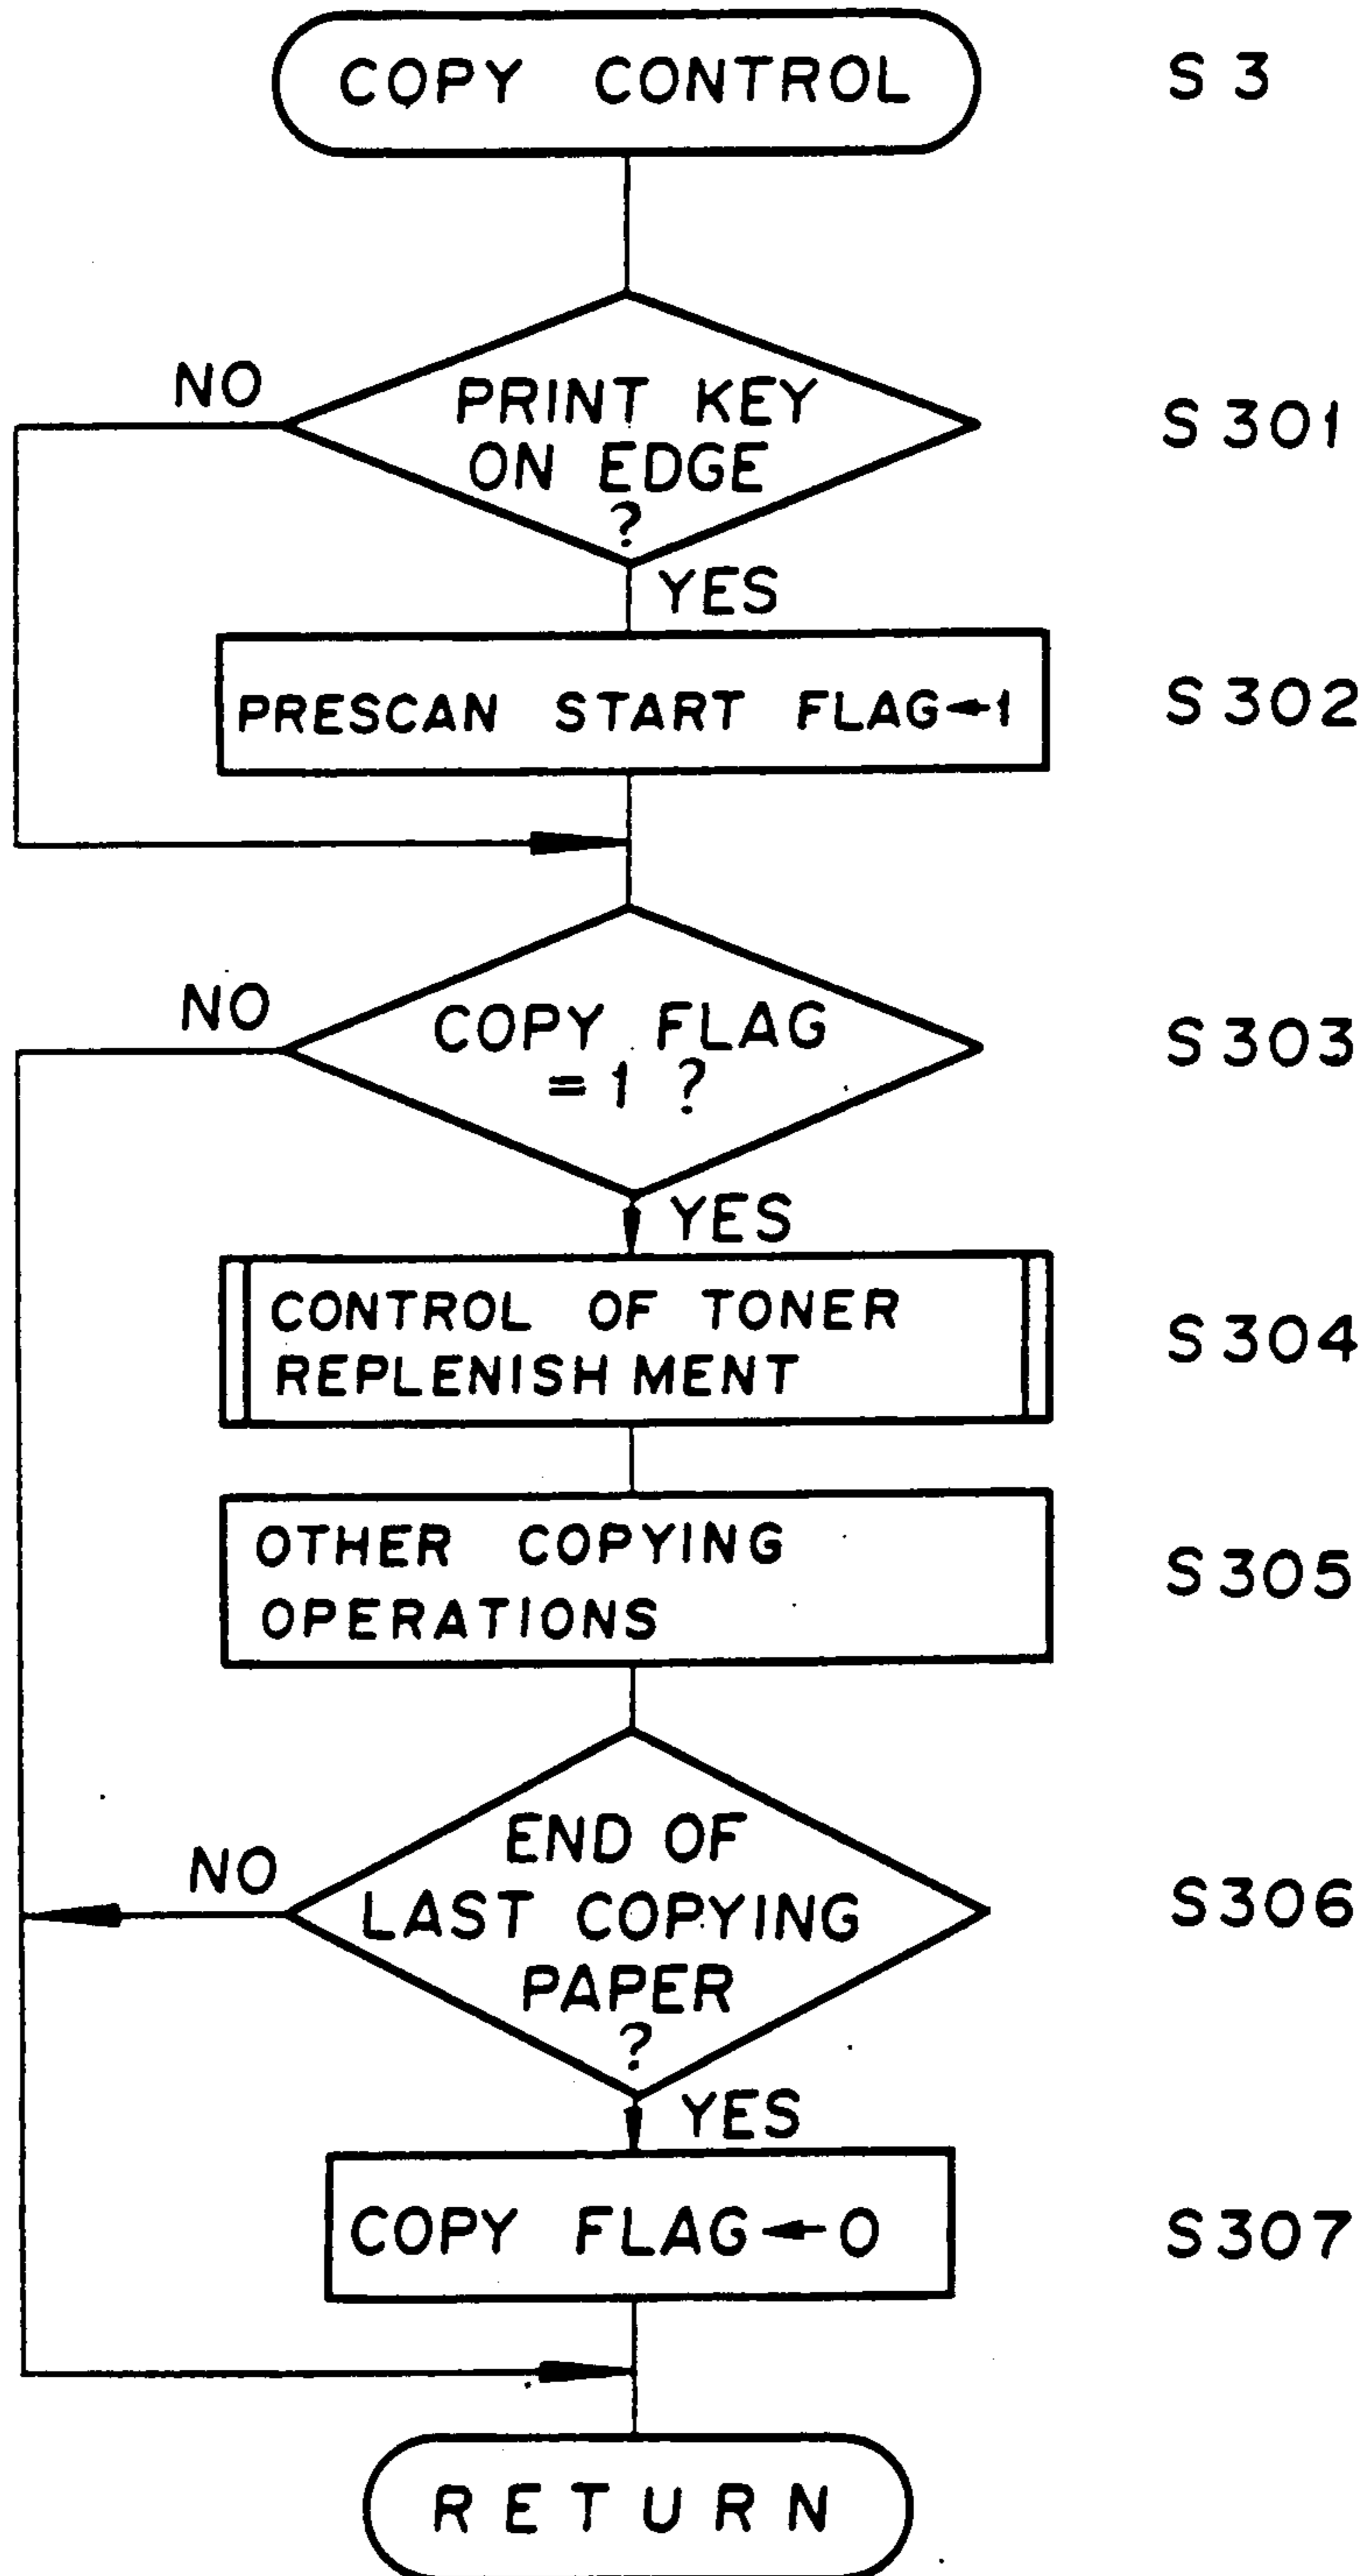 COPY CONTROL S3
NO
PRINT KEY
ON EDGE
?
S301
YES
PRESCAN START FLAG←1 S302
NO
COPY FLAG
=1 ?
S303
YES
CONTROL OF TONER
REPLENISHMENT
S304
OTHER COPYING
OPERATIONS
S305
NO
END OF
LAST COPYING
PAPER
?
S306
YES
COPY FLAG←0 S307
RETURN